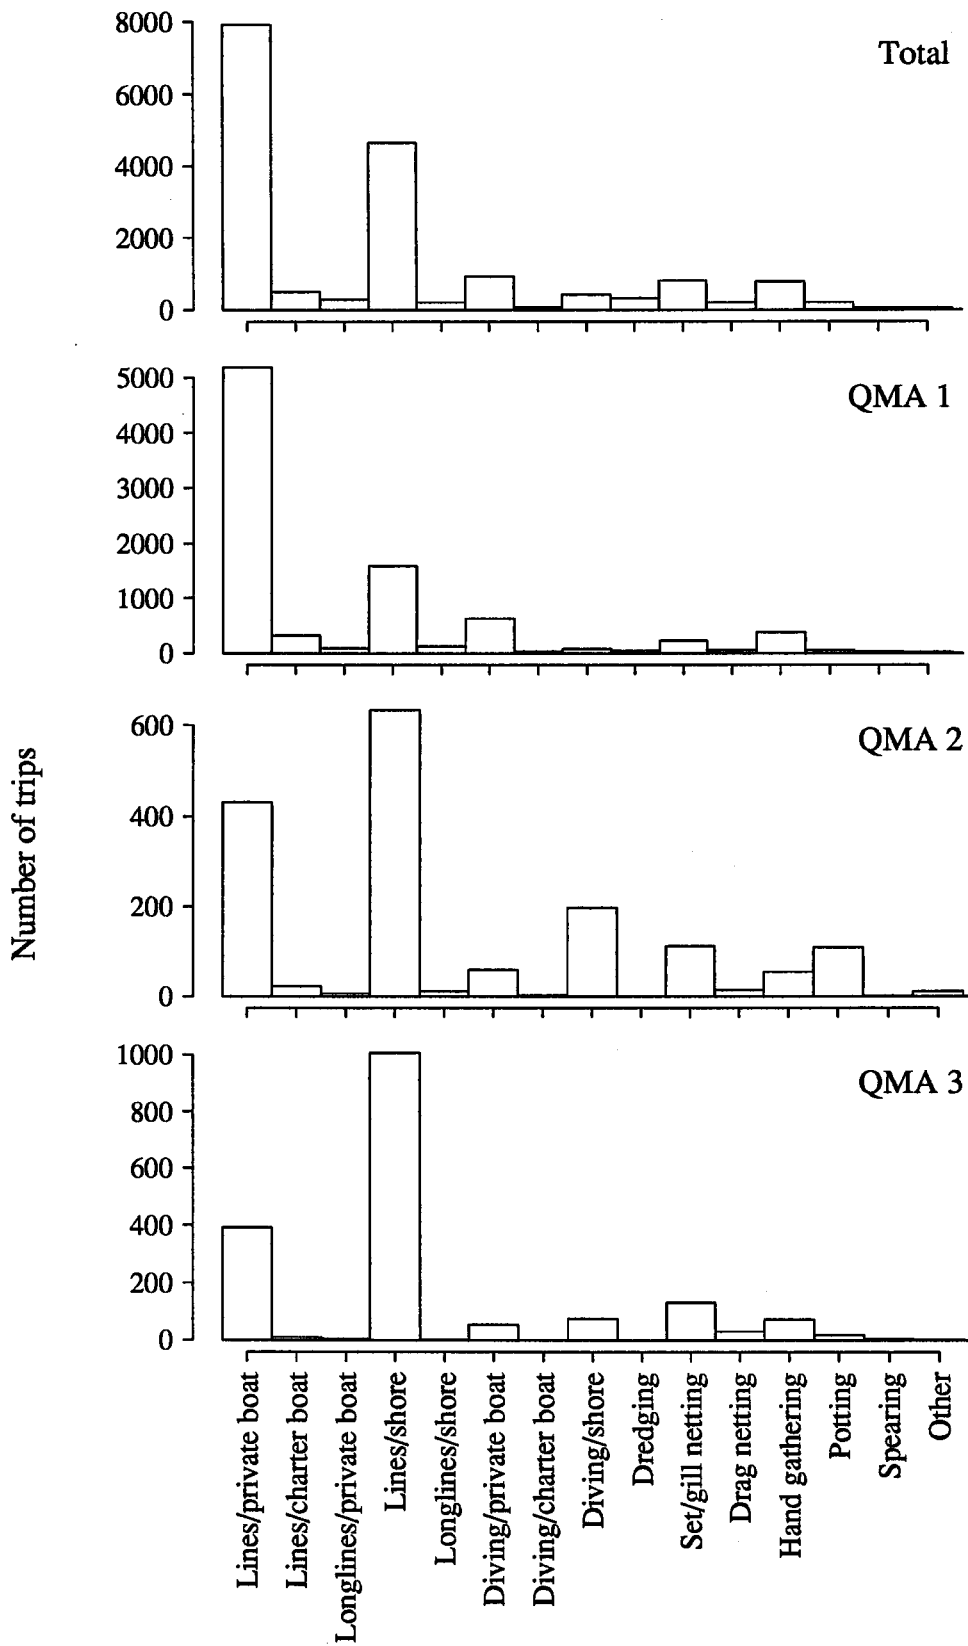 Total
8000
6000
4000
2000
0
QMA 1
5000
4000
3000
2000
1000
0
QMA 2
600
400
200
0
QMA 3
1000
800
600
400
200
0
Number of trips
Lines/private boat
Lines/charter boat
Longlines/private boat
Lines/shore
Longlines/shore
Diving/private boat
Diving/charter boat
Diving/shore
Dredging
Set/gill netting
Drag netting
Hand gathering
Potting
Spearing
Other